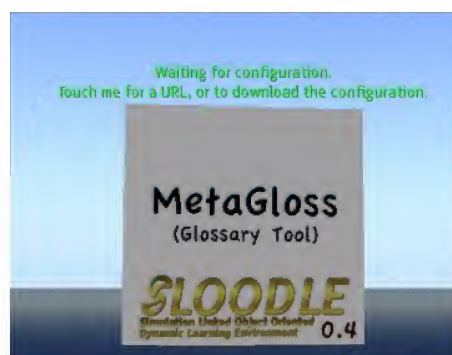 Waiting for configuration.
Touch me for a URL, or to download the configuration.
MetaGloss
(Glossary Tool)
SLOODLE
Simulation Linked Object Oriented
Dynamic Learning Environment
0.4